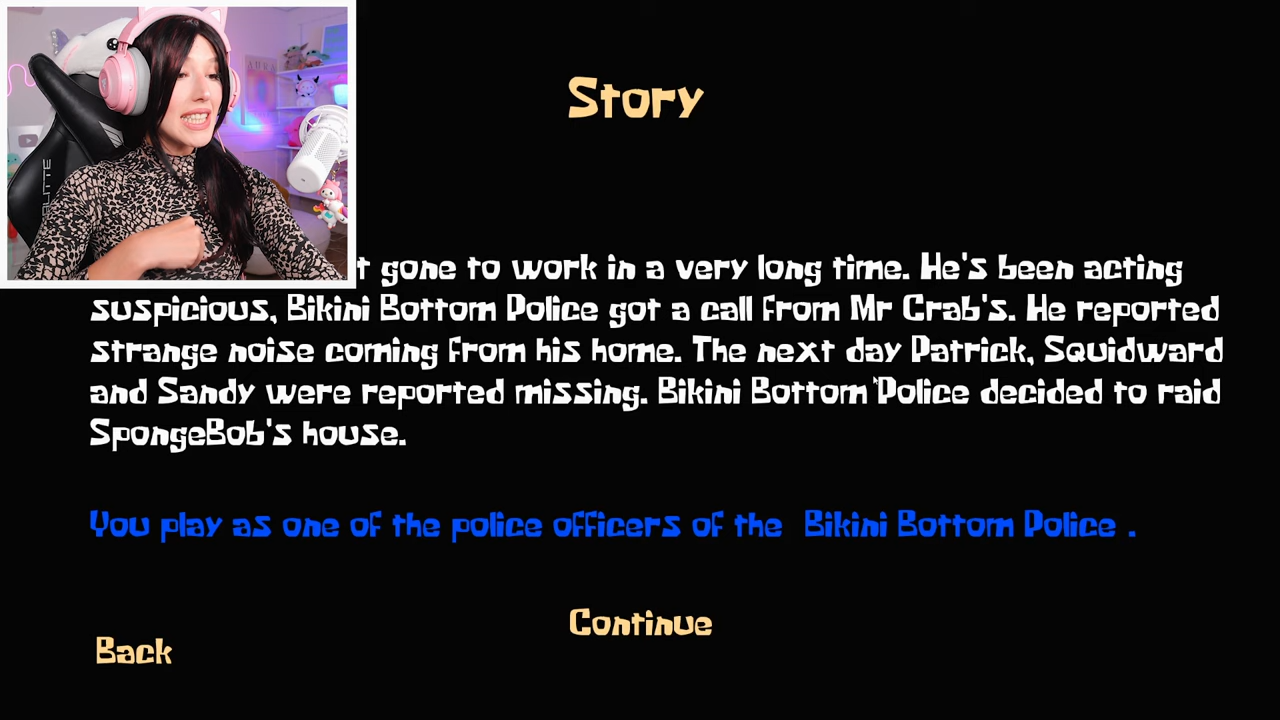 Story
t gone to work in a very long time. He's been acting
suspicious, Bikini Bottom Police got a call from Mr Crab's. He reported
strange noise coming from his home. The next day Patrick, Squidward
and Sandy were reported missing. Bikini Bottom Police decided to raid
SpongeBob's house.
You play as one of the police officers of the Bikini Bottom Police .
Continue
Back